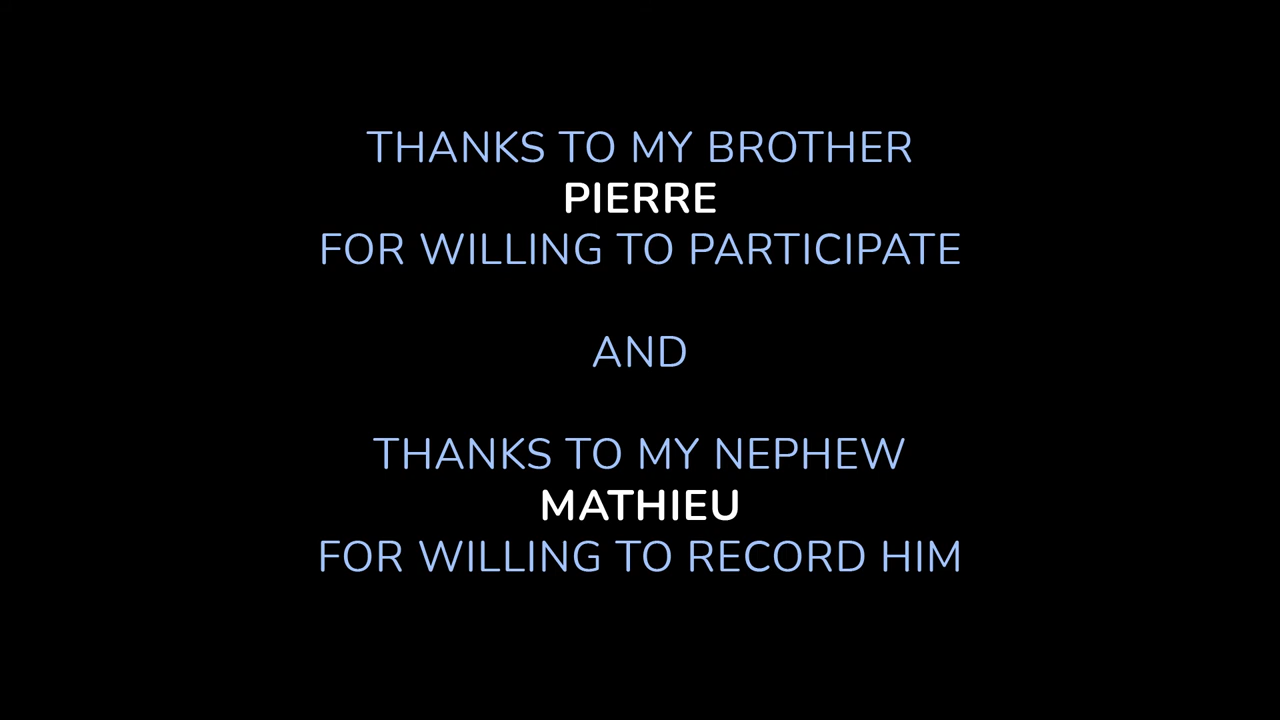 THANKS TO MY BROTHER
PIERRE
FOR WILLING TO PARTICIPATE
AND
THANKS TO MY NEPHEW
MATHIEU
FOR WILLING TO RECORD HIM